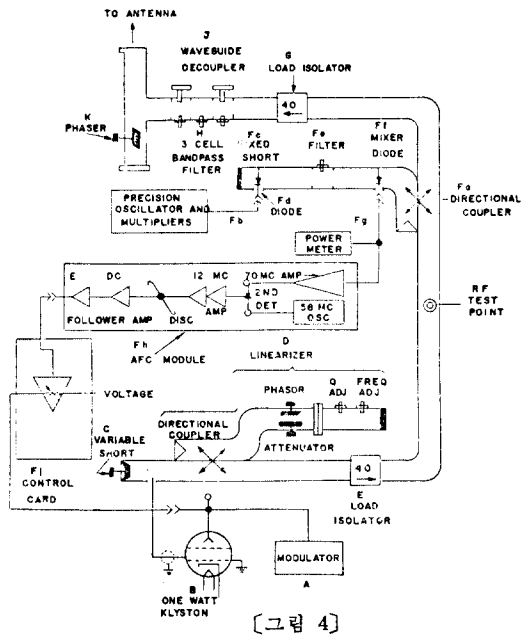 TO ANTENNA
J
WAVEGUIDE
DECOUPLER
G
LOAD ISOLATOR
40
K
PHASER
H
3 CELL
BANDPASS
FILTER
Fc
FIXED
SHORT
Fe
FILTER
Ff
MIXER
DIODE
Fa
DIRECTIONAL
COUPLER
PRECISION
OSCILLATOR AND
MULTIPLIERS
Fb
Fd
DIODE
Fg
POWER
METER
E
DC
12 MC
AMP
70 MC AMP
2ND
DET
58 MC
OSC
FOLLOWER AMP
DISC
Fh
AFC MODULE
RF
TEST
POINT
D
LINEARIZER
PHASOR
Q
ADJ
FREQ
ADJ
VOLTAGE
DIRECTIONAL
COUPLER
ATTENUATOR
C
VARIABLE
SHORT
40
E
LOAD
ISOLATOR
CONTROL
CARD
MODULATOR
A
B
ONE WATT
KLYSTON
[그림 4]